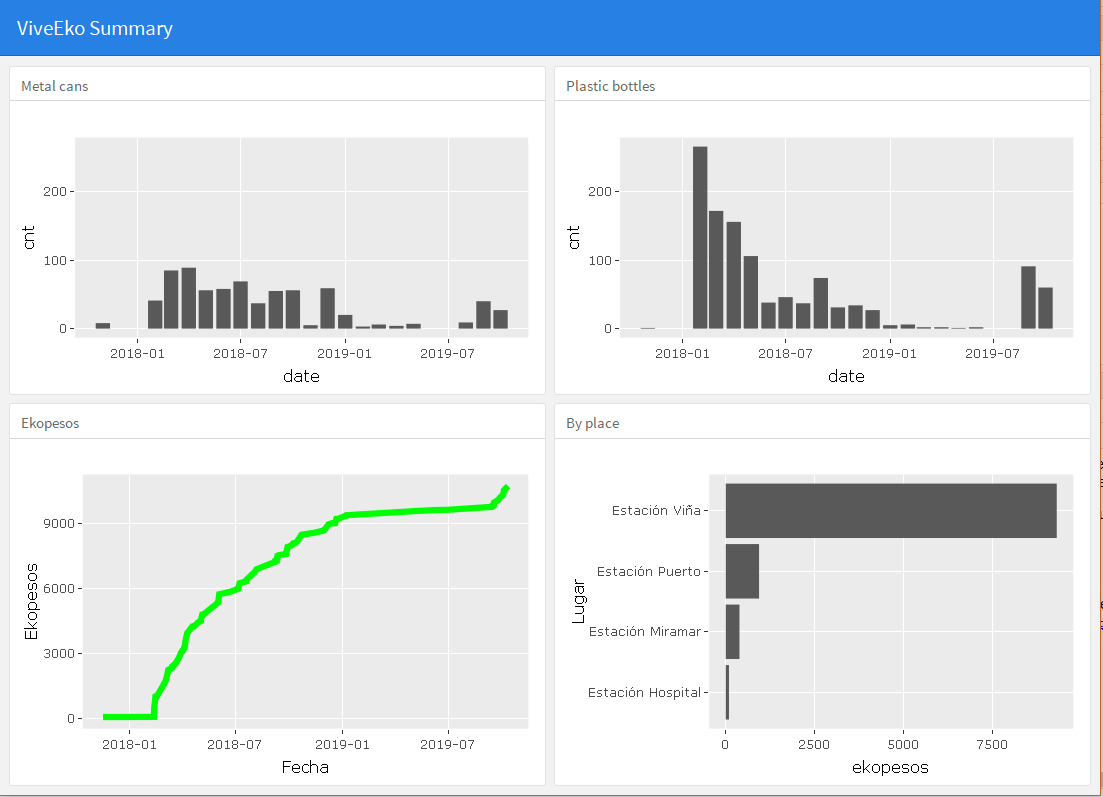 ViveEko Summary
Metal cans
200
100
0
cnt
2018-01 2018-07 2019-01 2019-07
date
Plastic bottles
200
100
0
cnt
2018-01 2018-07 2019-01 2019-07
date
Ekopesos
9000
6000
3000
0
Ekopesos
2018-01 2018-07 2019-01 2019-07
Fecha
By place
Estación Viña
Estación Puerto
Estación Miramar
Estación Hospital
Lugar
0 2500 5000 7500
ekopesos